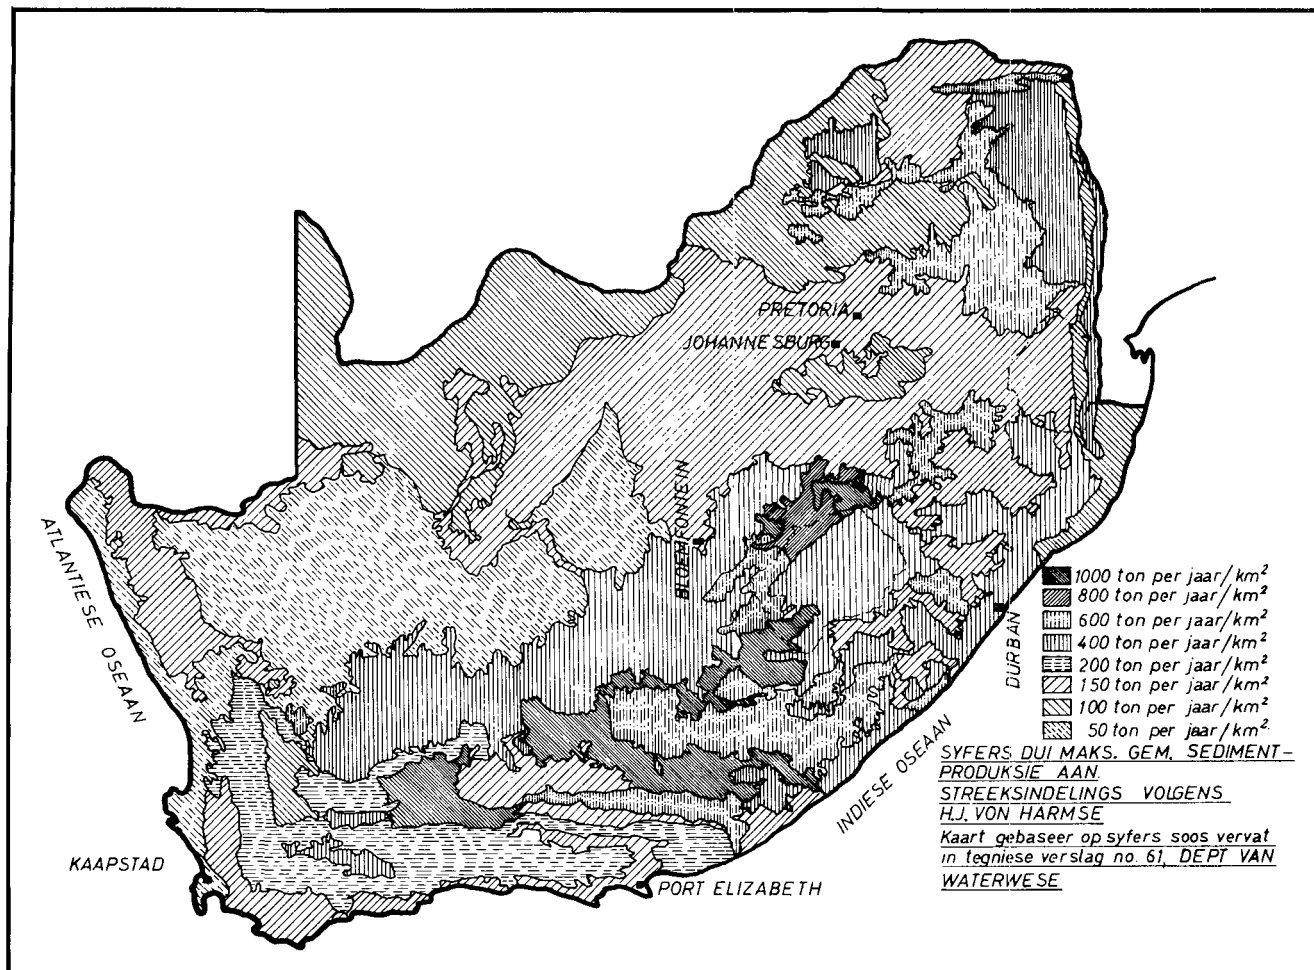 PRETORIA
JOHANNESBURG
BLOEMFONTEIN
ATLANTIESE OSEAAN
DURBAN
1000 ton per jaar/km²
800 ton per jaar/km²
600 ton per jaar/km²
400 ton per jaar/km²
200 ton per jaar/km²
150 ton per jaar/km²
100 ton per jaar/km²
50 ton per jaar/km²
SYFERS DUI MAKS. GEM. SEDIMENT-
PRODUKSIE AAN.
STREEKSINDELINGS VOLGENS
H.J. VON HARMSE
Kaart gebaseer op syfers soos vervat
in tegniese verslag no. 61, DEPT VAN
WATERWESE
INDIESE OSEAAN
KAAPSTAD
PORT ELIZABETH